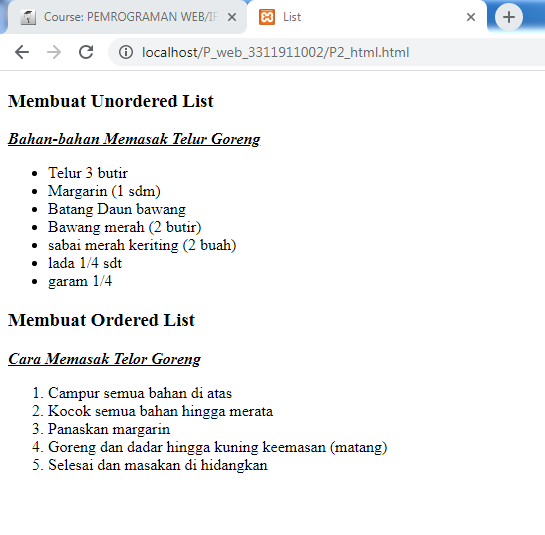 Course: PEMROGRAMAN WEB/IF
List
localhost/P_web_3311911002/P2_html.html
Membuat Unordered List
Bahan-bahan Memasak Telur Goreng
• Telur 3 butir
• Margarin (1 sdm)
• Batang Daun bawang
• Bawang merah (2 butir)
• sabai merah keriting (2 buah)
• lada 1/4 sdt
• garam 1/4
Membuat Ordered List
Cara Memasak Telor Goreng
1. Campur semua bahan di atas
2. Kocok semua bahan hingga merata
3. Panaskan margarin
4. Goreng dan dadar hingga kuning keemasan (matang)
5. Selesai dan masakan di hidangkan